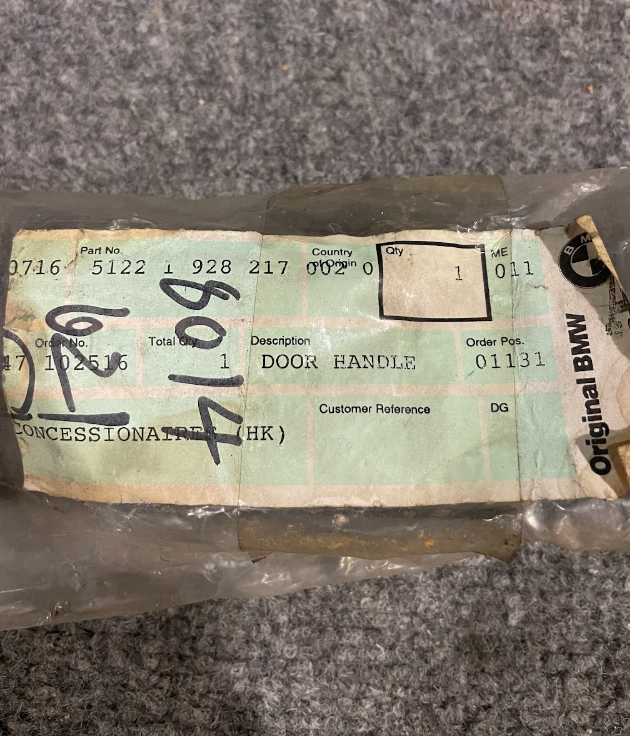 Part No. Country of Origin Qty ME
0716 5122 1 928 217 002 0 1 011
Order No. Total Qty Description Order Pos.
47 102516 1 DOOR HANDLE 01131
Customer Reference DG
CONCESSIONAIRES (HK)
BMW
Original BMW